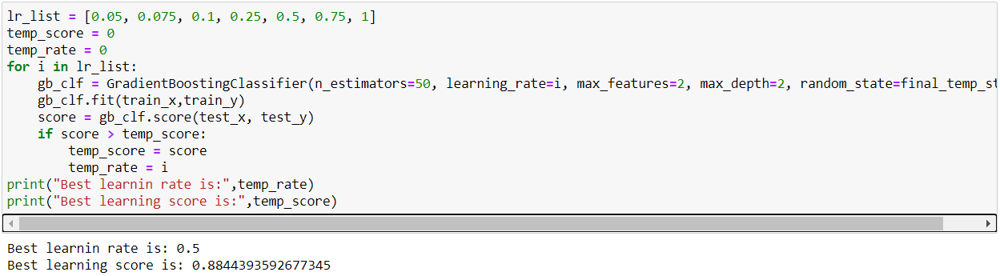 lr_list = [0.05, 0.075, 0.1, 0.25, 0.5, 0.75, 1]
temp_score = 0
temp_rate = 0
for i in lr_list:
    gb_clf = GradientBoostingClassifier(n_estimators=50, learning_rate=i, max_features=2, max_depth=2, random_state=final_temp_st
    gb_clf.fit(train_x,train_y)
    score = gb_clf.score(test_x, test_y)
    if score > temp_score:
        temp_score = score
        temp_rate = i
print("Best learnin rate is:",temp_rate)
print("Best learning score is:",temp_score)
Best learnin rate is: 0.5
Best learning score is: 0.8844393592677345